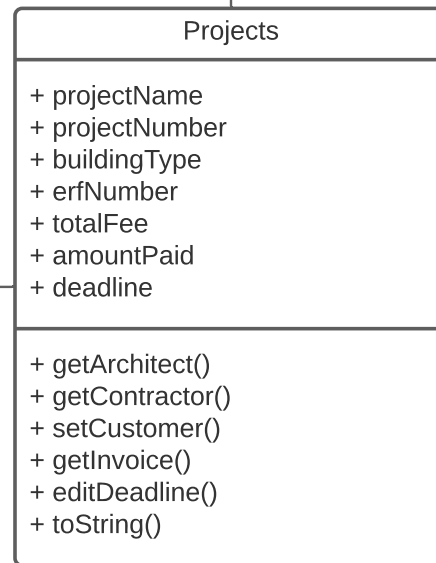 Projects
+ projectName
+ projectNumber
+ buildingType
+ erfNumber
+ totalFee
+ amountPaid
+ deadline
+ getArchitect()
+ getContractor()
+ setCustomer()
+ getInvoice()
+ editDeadline()
+ toString()